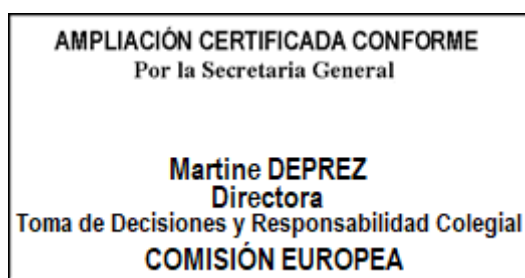 AMPLIACIÓN CERTIFICADA CONFORME
Por la Secretaria General
Martine DEPREZ
Directora
Toma de Decisiones y Responsabilidad Colegial
COMISIÓN EUROPEA